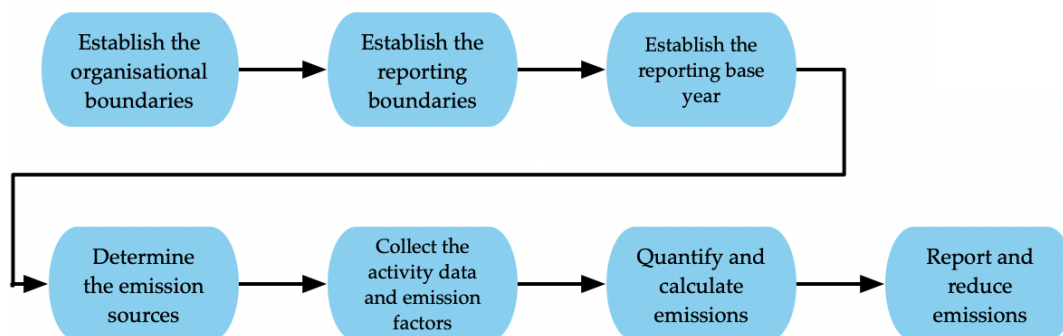 Establish the
organisational
boundaries
Establish the
reporting
boundaries
Establish the
reporting base
year
Determine
the emission
sources
Collect the
activity data
and emission
factors
Quantify and
calculate
emissions
Report and
reduce
emissions